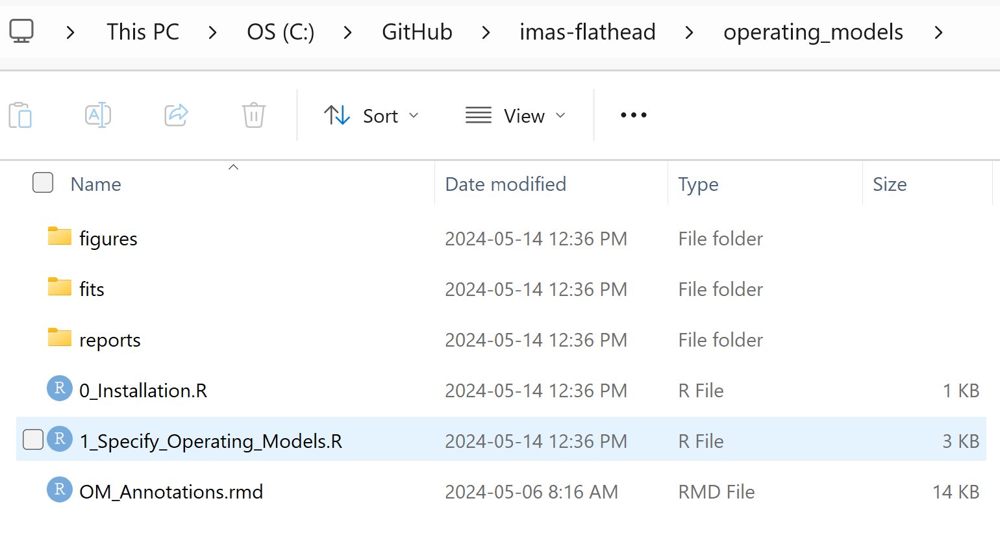 This PC > OS (C:) > GitHub > imas-flathead > operating_models >
Sort View
Name Date modified Type Size
figures 2024-05-14 12:36 PM File folder
fits 2024-05-14 12:36 PM File folder
reports 2024-05-14 12:36 PM File folder
R 0_Installation.R 2024-05-14 12:36 PM R File 1 KB
R 1_Specify_Operating_Models.R 2024-05-14 12:36 PM R File 3 KB
R OM_Annotations.rmd 2024-05-06 8:16 AM RMD File 14 KB